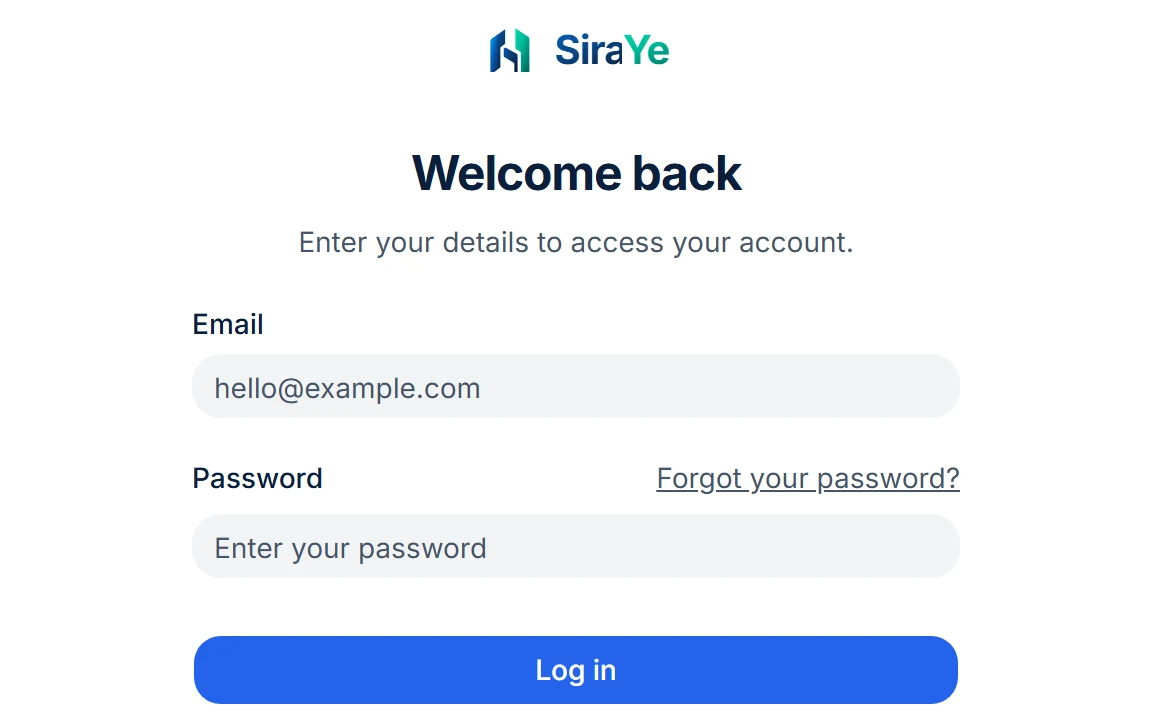 SiraYe
Welcome back
Enter your details to access your account.
Email
hello@example.com
Password
Forgot your password?
Enter your password
Log in